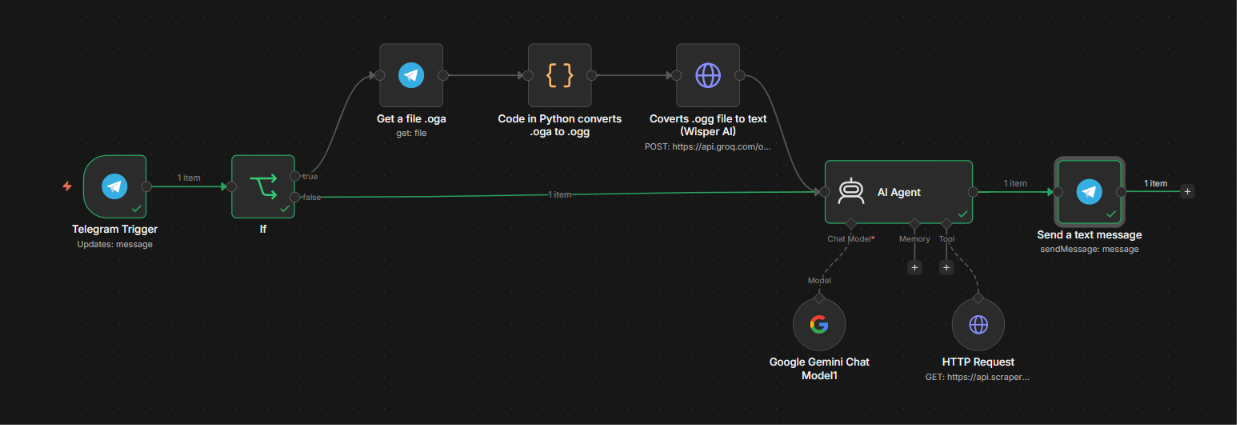 Get a file .oga
get: file
Code in Python converts
.oga to .ogg
Coverts .ogg file to text
(Wisper AI)
POST: https://api.groq.com/o...
1 item
true
false
1 item
Telegram Trigger
Updates: message
If
AI Agent
Chat Model*
Memory
Tool
1 item
1 item
Send a text message
sendMessage: message
Model
Google Gemini Chat
Model1
HTTP Request
GET: https://api.scraper...